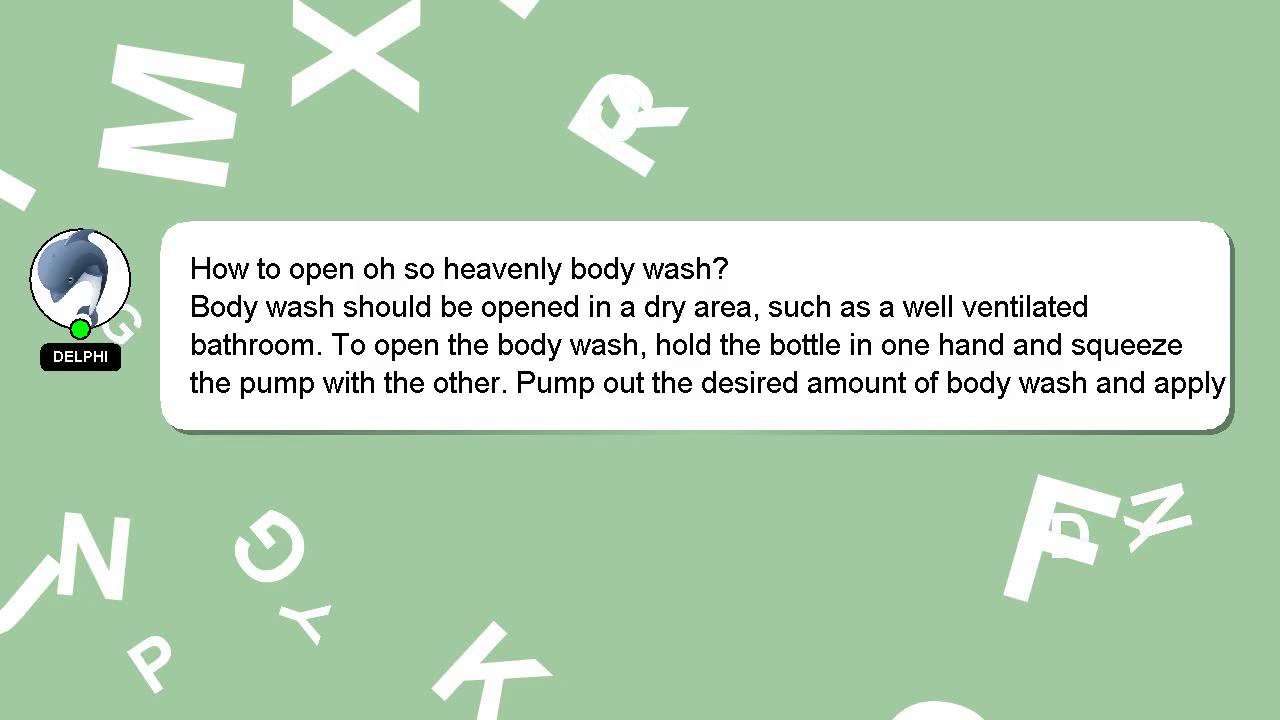 How to open oh so heavenly body wash?
Body wash should be opened in a dry area, such as a well ventilated
bathroom. To open the body wash, hold the bottle in one hand and squeeze
the pump with the other. Pump out the desired amount of body wash and apply
DELPHI
M
X
R
G
N
G
Y
P
K
F
D
Y
N